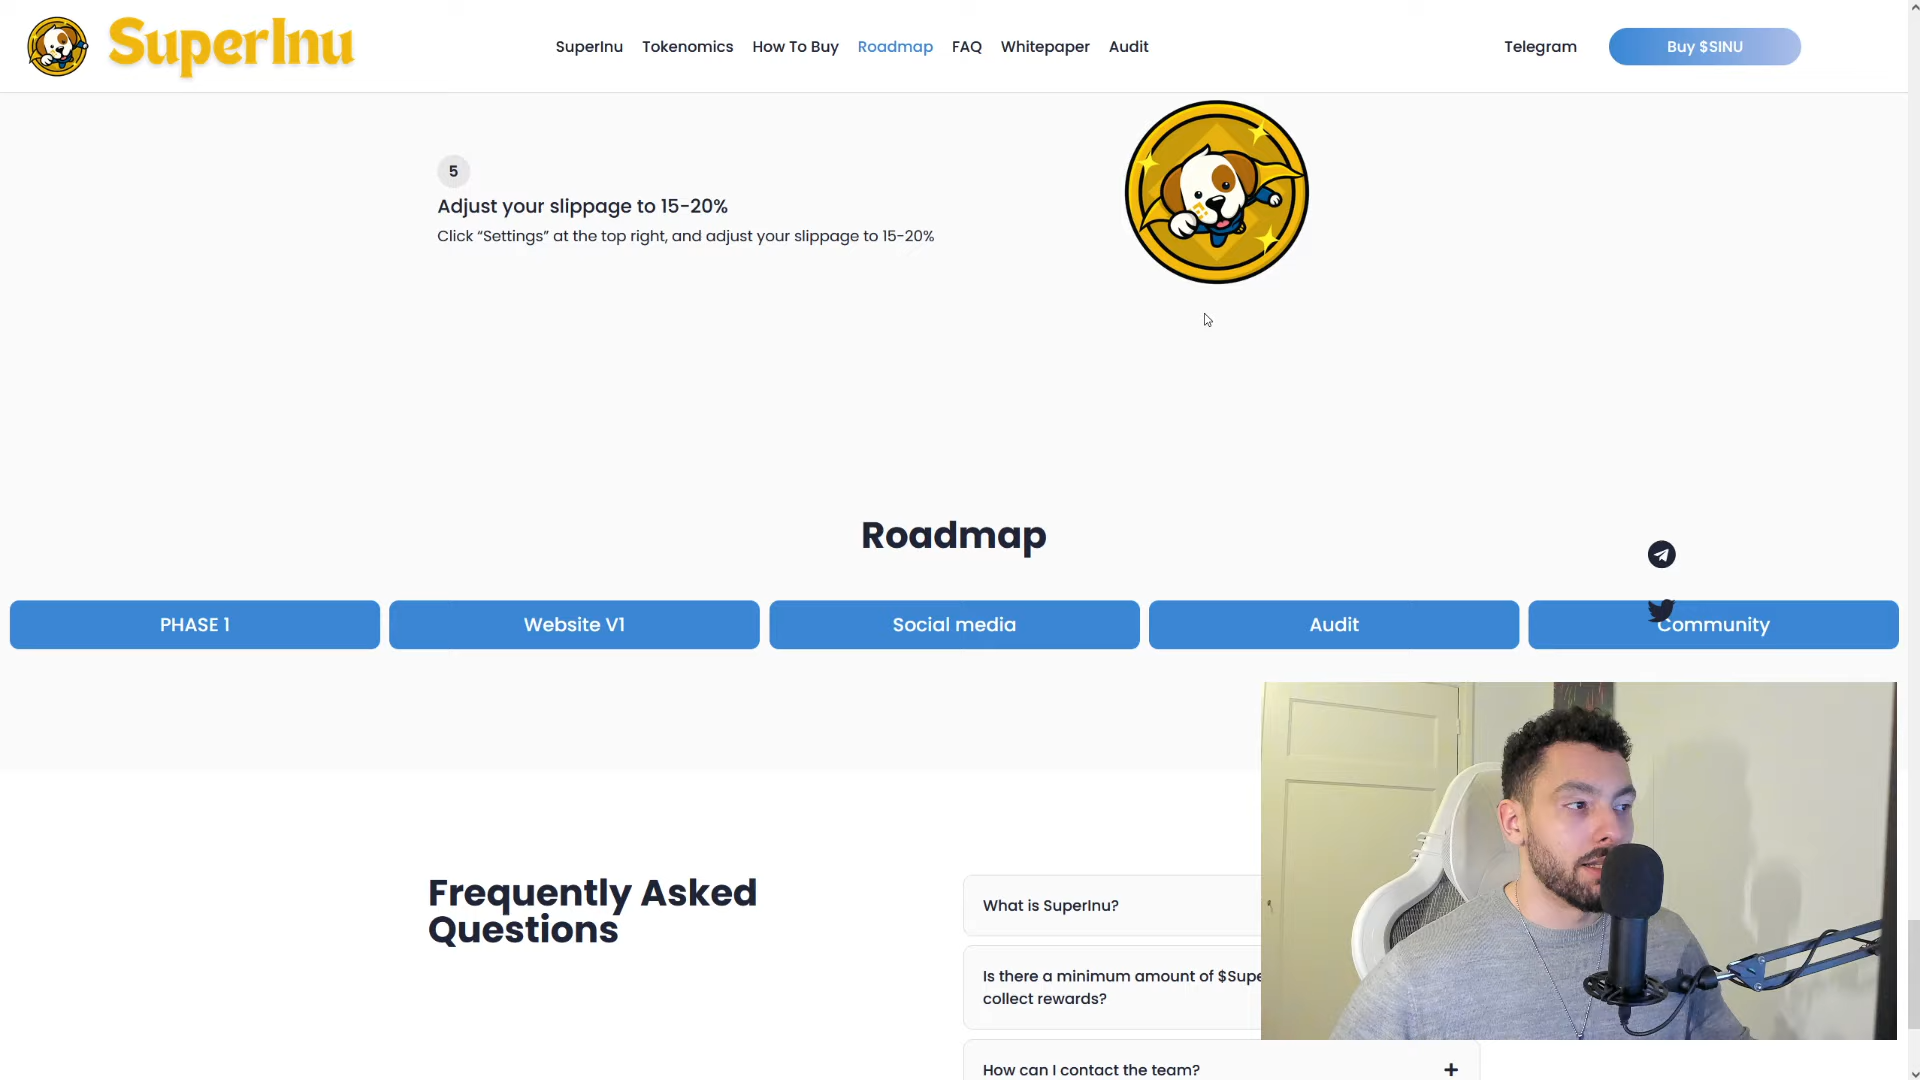 SuperInu
SuperInu Tokenomics How To Buy Roadmap FAQ Whitepaper Audit
Telegram
Buy $SINU
5
Adjust your slippage to 15-20%
Click “Settings” at the top right, and adjust your slippage to 15-20%
Roadmap
PHASE 1
Website V1
Social media
Audit
Community
Frequently Asked
Questions
What is SuperInu?
Is there a minimum amount of $Supe
collect rewards?
How can I contact the team?